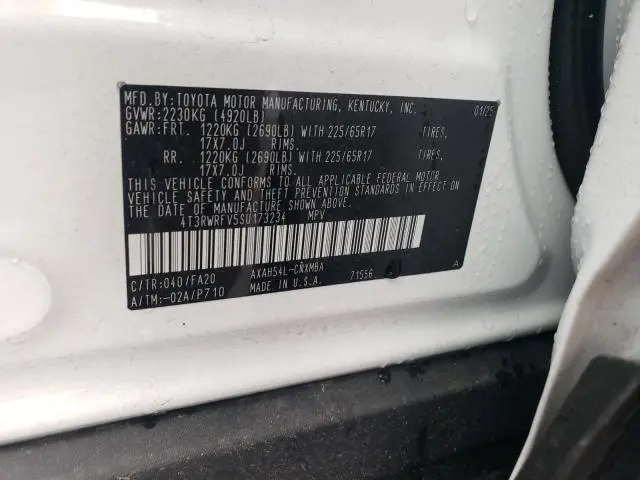 MFD.BY:TOYOTA MOTOR MANUFACTURING, KENTUCKY, INC. 01/25
GVWR:2230KG (4920LB)
GAWR:FRT. 1220KG (2690LB) WITH 225/65R17 TIRES,
17X7.0J RIMS.
RR. 1220KG (2690LB) WITH 225/65R17 TIRES,
17X7.0J RIMS.
THIS VEHICLE CONFORMS TO ALL APPLICABLE FEDERAL MOTOR
VEHICLE SAFETY AND THEFT PREVENTION STANDARDS IN EFFECT ON
THE DATE OF MANUFACTURE SHOWN ABOVE.
4T3RWRFV5SU173234 MPV
C/TR:040/FA20 AXAH54L-CNXMBA 71556 A
A/TM:-02A/P710 MADE IN U.S.A.